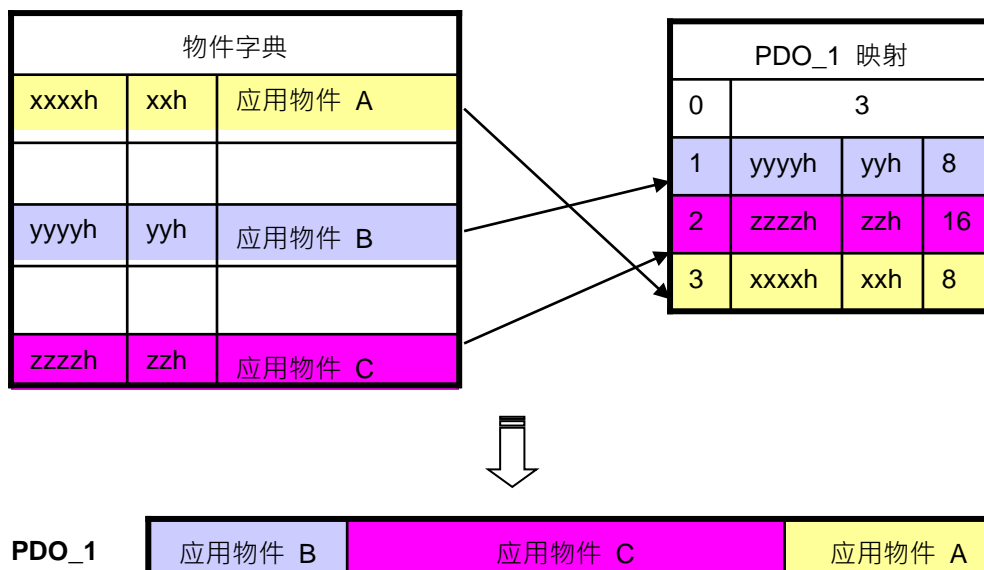 物件字典
xxxxh xxh 应用物件 A
yyyyh yyh 应用物件 B
zzzzh zzh 应用物件 C
PDO_1 映射
0 3
1 yyyyh yyh 8
2 zzzzh zzh 16
3 xxxxh xxh 8
PDO_1 应用物件 B 应用物件 C 应用物件 A